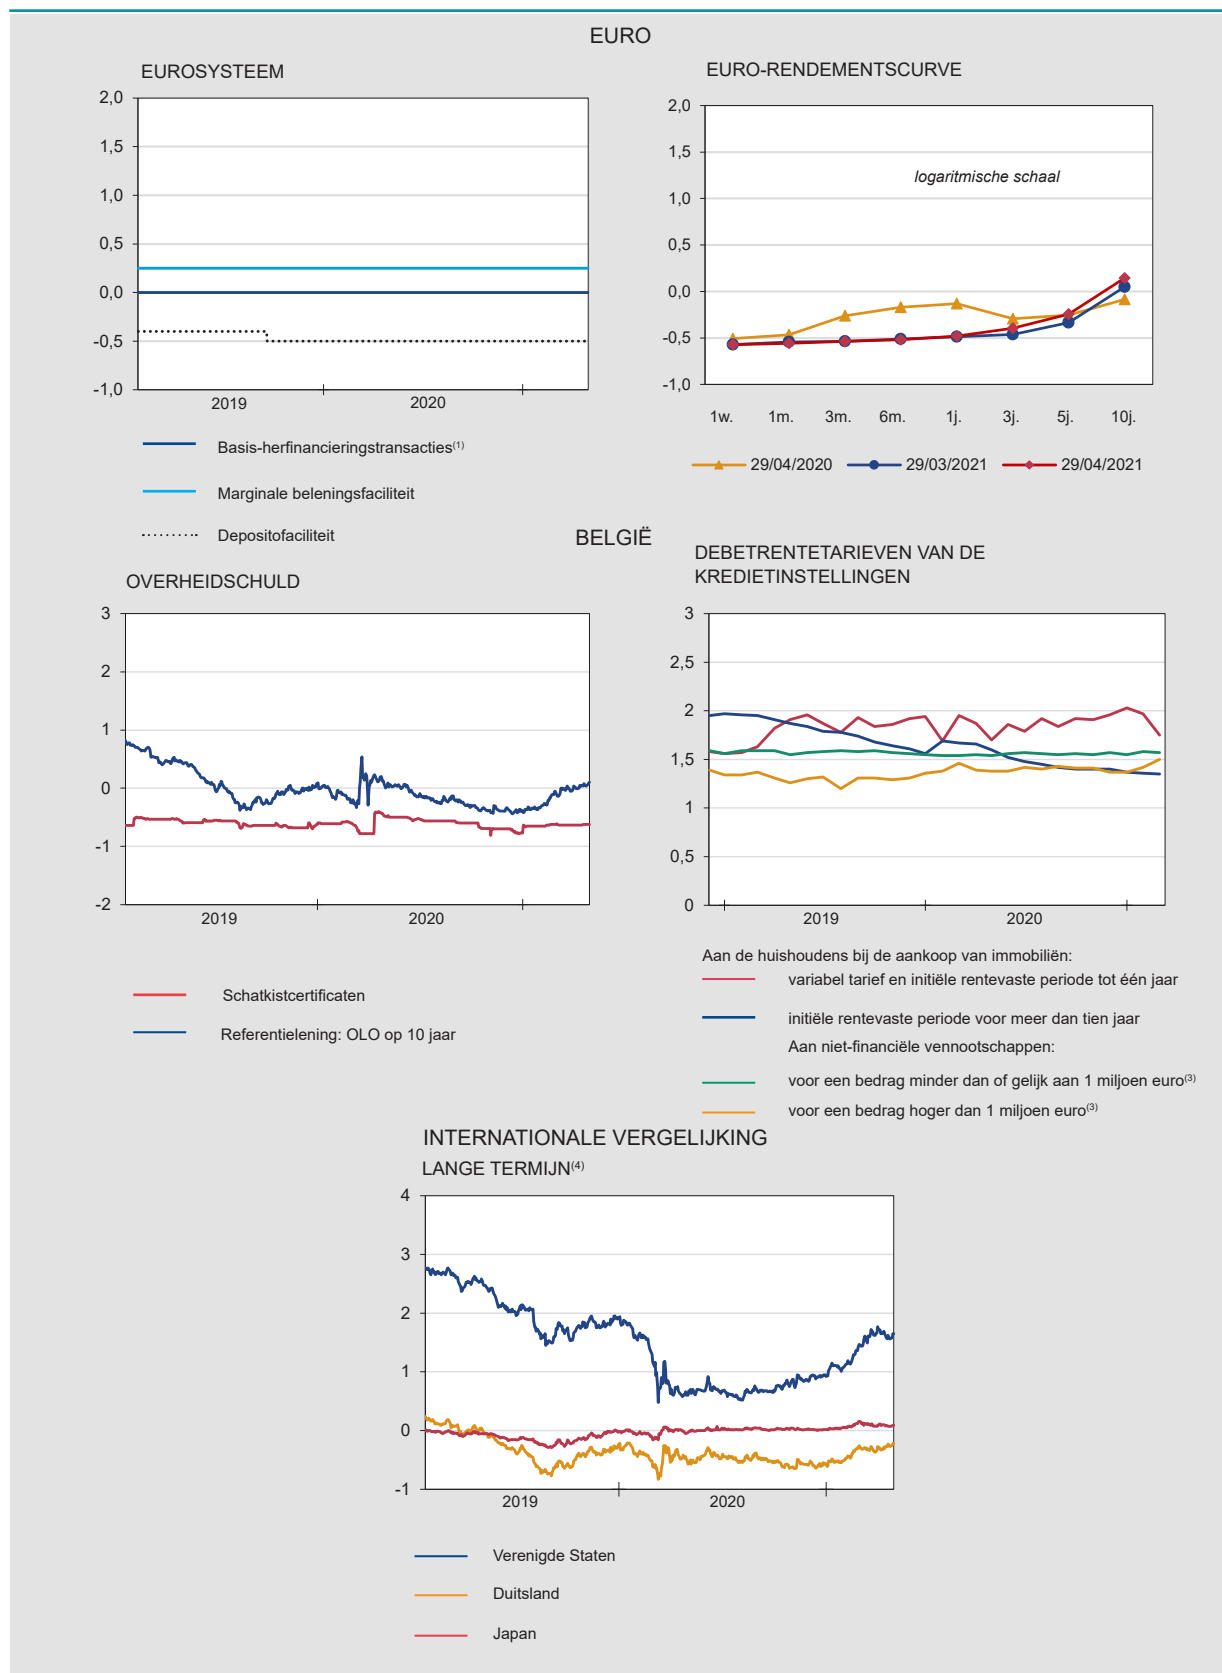 EURO
EUROSYSTEEM
2,0
1,5
1,0
0,5
0,0
-0,5
-1,0
2019 2020
Basis-herfinancieringstransacties(1)
Marginale beleningsfaciliteit
Depositofaciliteit
EURO-RENDEMENTSCURVE
2,0
1,5
1,0
0,5
0,0
-0,5
-1,0
logaritmische schaal
1w. 1m. 3m. 6m. 1j. 3j. 5j. 10j.
29/04/2020 29/03/2021 29/04/2021
BELGIË
OVERHEIDSCHULD
3
2
1
0
-1
-2
2019 2020
Schatkistcertificaten
Referentielening: OLO op 10 jaar
DEBETRENTETARIEVEN VAN DE
KREDIETINSTELLINGEN
3
2,5
2
1,5
1
0,5
0
2019 2020
Aan de huishoudens bij de aankoop van immobiliën:
variabel tarief en initiële rentevaste periode tot één jaar
initiële rentevaste periode voor meer dan tien jaar
Aan niet-financiële vennootschappen:
voor een bedrag minder dan of gelijk aan 1 miljoen euro(3)
voor een bedrag hoger dan 1 miljoen euro(3)
INTERNATIONALE VERGELIJKING
LANGE TERMIJN(4)
4
3
2
1
0
-1
2019 2020
Verenigde Staten
Duitsland
Japan